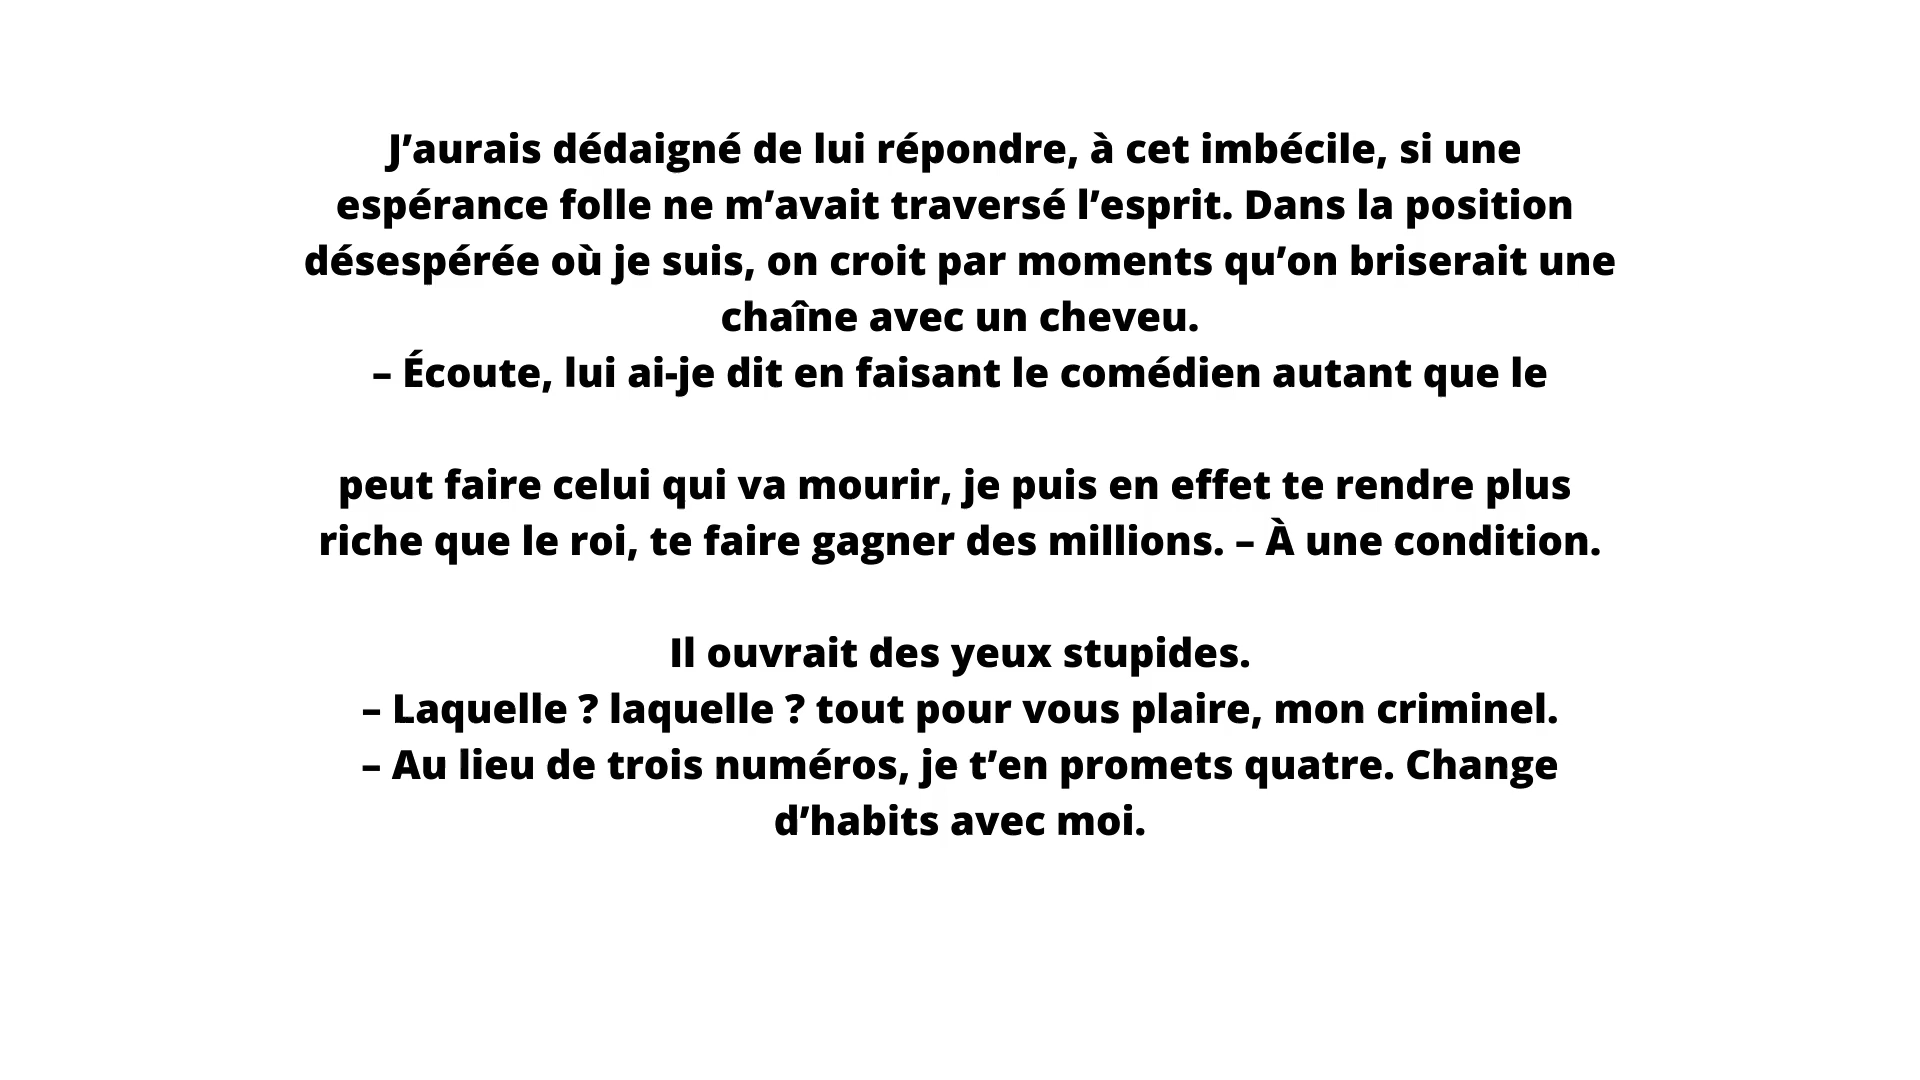 J’aurais dédaigné de lui répondre, à cet imbécile, si une
espérance folle ne m’avait traversé l’esprit. Dans la position
désespérée où je suis, on croit par moments qu’on briserait une
chaîne avec un cheveu.
– Écoute, lui ai-je dit en faisant le comédien autant que le
peut faire celui qui va mourir, je puis en effet te rendre plus
riche que le roi, te faire gagner des millions. – À une condition.
Il ouvrait des yeux stupides.
– Laquelle ? laquelle ? tout pour vous plaire, mon criminel.
– Au lieu de trois numéros, je t’en promets quatre. Change
d’habits avec moi.